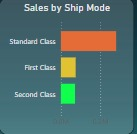 Sales by Ship Mode
Standard Class
First Class
Second Class